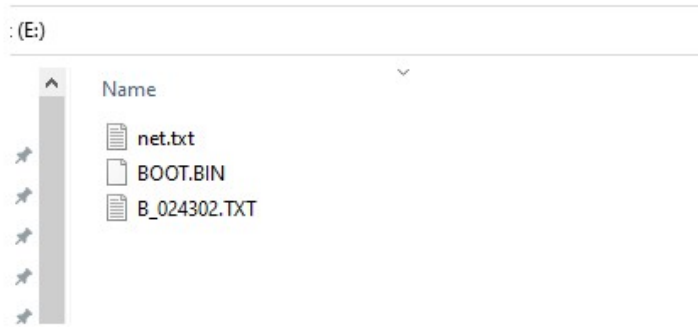 : (E:)
Name
net.txt
BOOT.BIN
B_024302.TXT